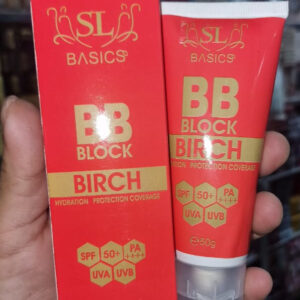 SL
BASICS
BB
BLOCK
BIRCH
HYDRATION PROTECTION COVERAGE
SPF 50+ PA
++++
UVA UVB
SL
BASICS
BB
BLOCK
BIRCH
PROTECTION COVERAGE
SPF 50+ PA
++++
UVA UVB
50g